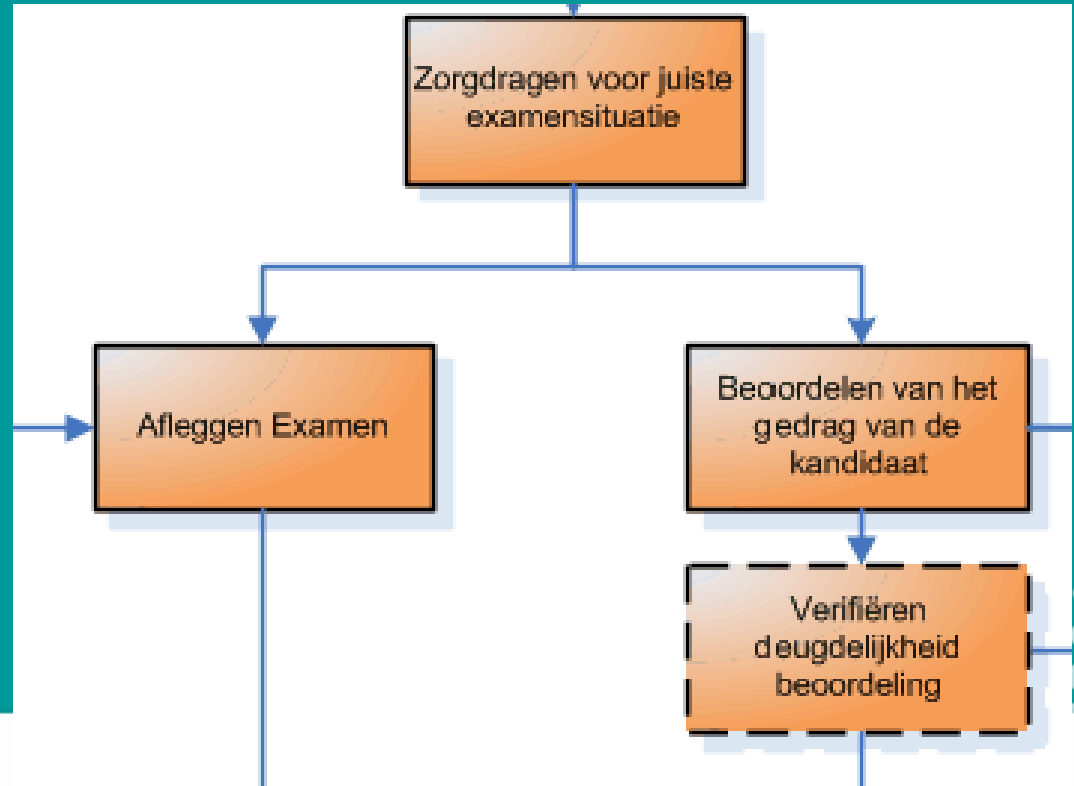 Zorgdragen voor juiste
examensituatie
Afleggen Examen
Beoordelen van het
gedrag van de
kandidaat
Verifiëren
deugdelijkheid
beoordeling